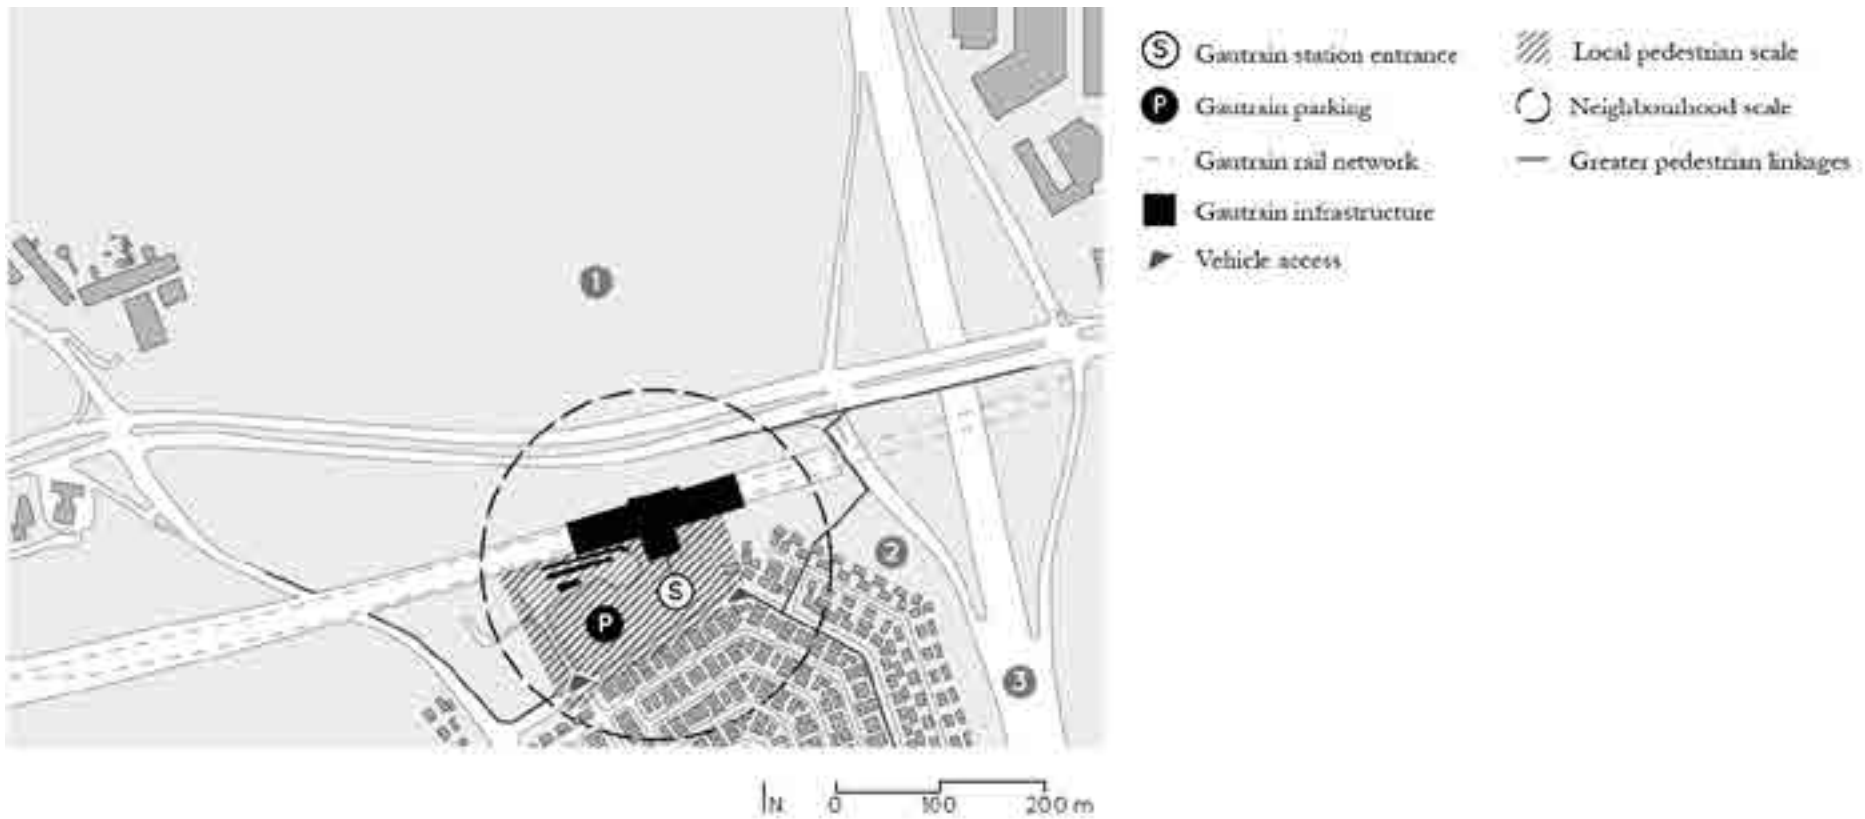 1
2
3
S
P
S Gautrain station entrance
P Gautrain parking
Gautrain rail network
Gautrain infrastructure
Vehicle access
Local pedestrian scale
Neighbourhood scale
Greater pedestrian linkages
N
0 100 200 m